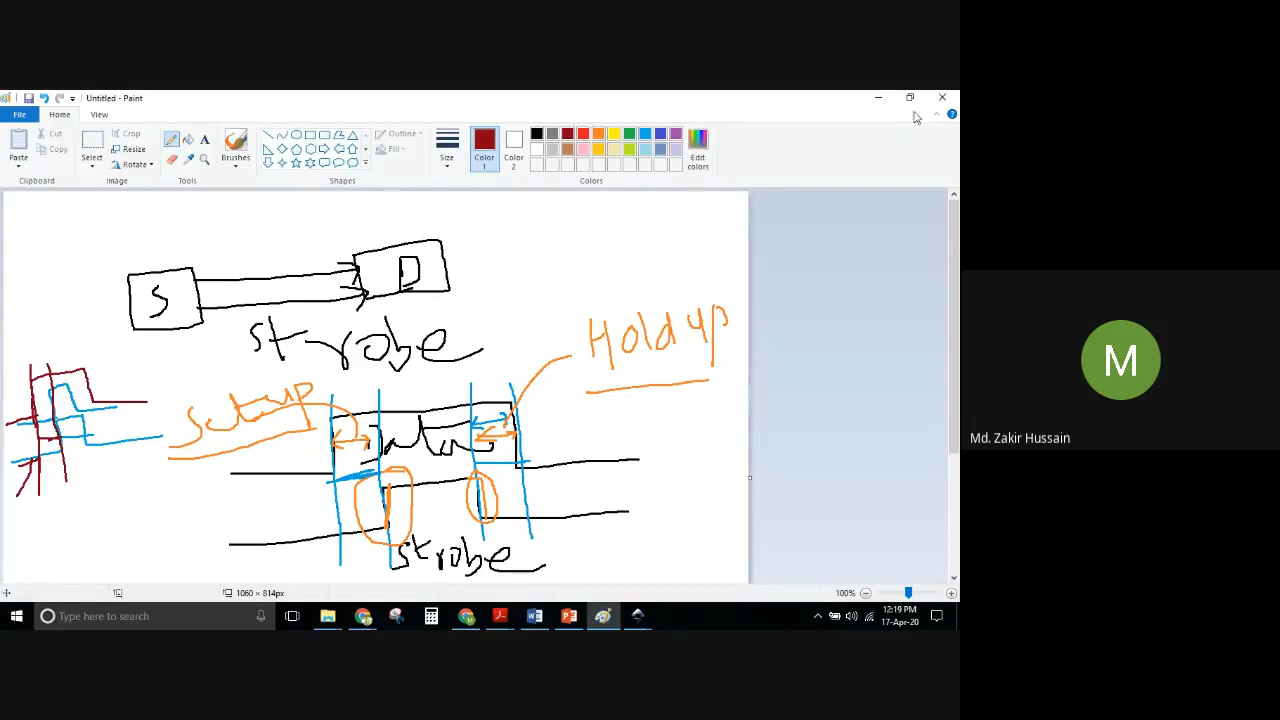 Untitled - Paint
File Home View
Paste
Cut
Copy
Clipboard
Select
Crop
Resize
Rotate
Image
Tools
Brushes
Shapes
Outline
Fill
Size
Color 1
Color 2
Edit colors
Colors
S
D
strobe
Hold up
Setup
Data
strobe
1060 × 814px
100%
Type here to search
12:19 PM
17-Apr-20
M
Md. Zakir Hussain